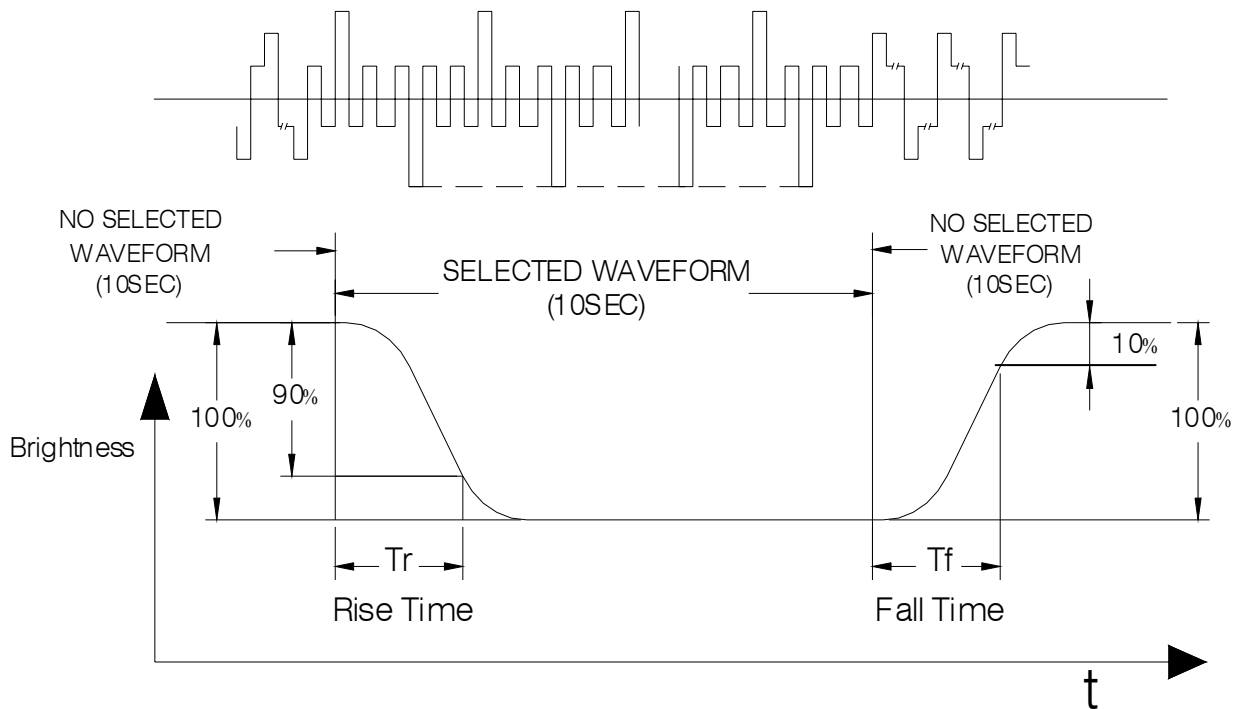 NO SELECTED
WAVEFORM
(10SEC)
SELECTED WAVEFORM
(10SEC)
NO SELECTED
WAVEFORM
(10SEC)
100%
90%
10%
100%
Brightness
Tr
Tf
Rise Time
Fall Time
t